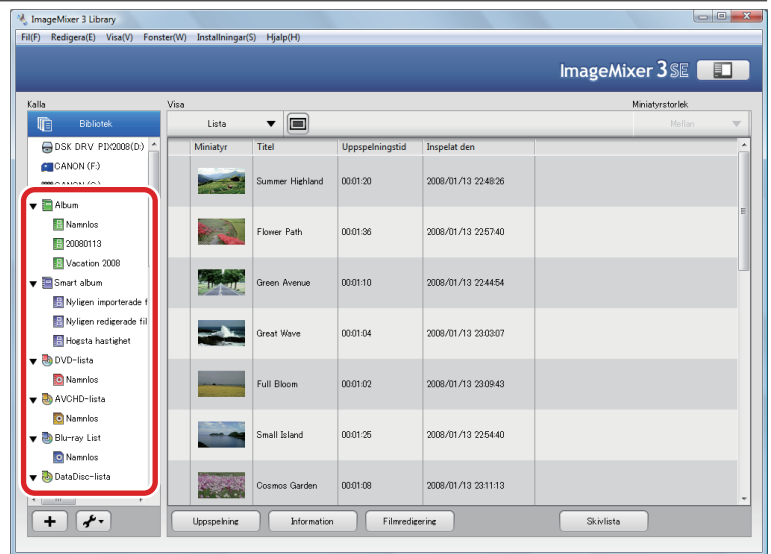 ImageMixer 3 Library
Fil(F) Redigera(E) Visa(V) Fonster(W) Installningar(S) Hjalp(H)
ImageMixer 3 SE
Kalla
Visa
Miniatyrstorlek
Bibliotek
Lista
Mellan
DSK DRV PIX2008(D:)
CANON (F:)
Album
Namnlos
20080113
Vacation 2008
Smart album
Nyligen importerade f
Nyligen redigerade fil
Hogsta hastighet
DVD-lista
Namnlos
AVCHD-lista
Namnlos
Blu-ray List
Namnlos
DataDisc-lista
Miniatyr Titel Uppspelningstid Inspelat den
Summer Highland 00:01:20 2008/01/13 22:48:26
Flower Path 00:01:36 2008/01/13 22:57:40
Green Avenue 00:01:10 2008/01/13 22:44:54
Great Wave 00:01:04 2008/01/13 23:03:07
Full Bloom 00:01:02 2008/01/13 23:09:43
Small Island 00:01:25 2008/01/13 22:54:40
Cosmos Garden 00:01:08 2008/01/13 23:11:13
Uppspelning Information Filmredigering Skivlista